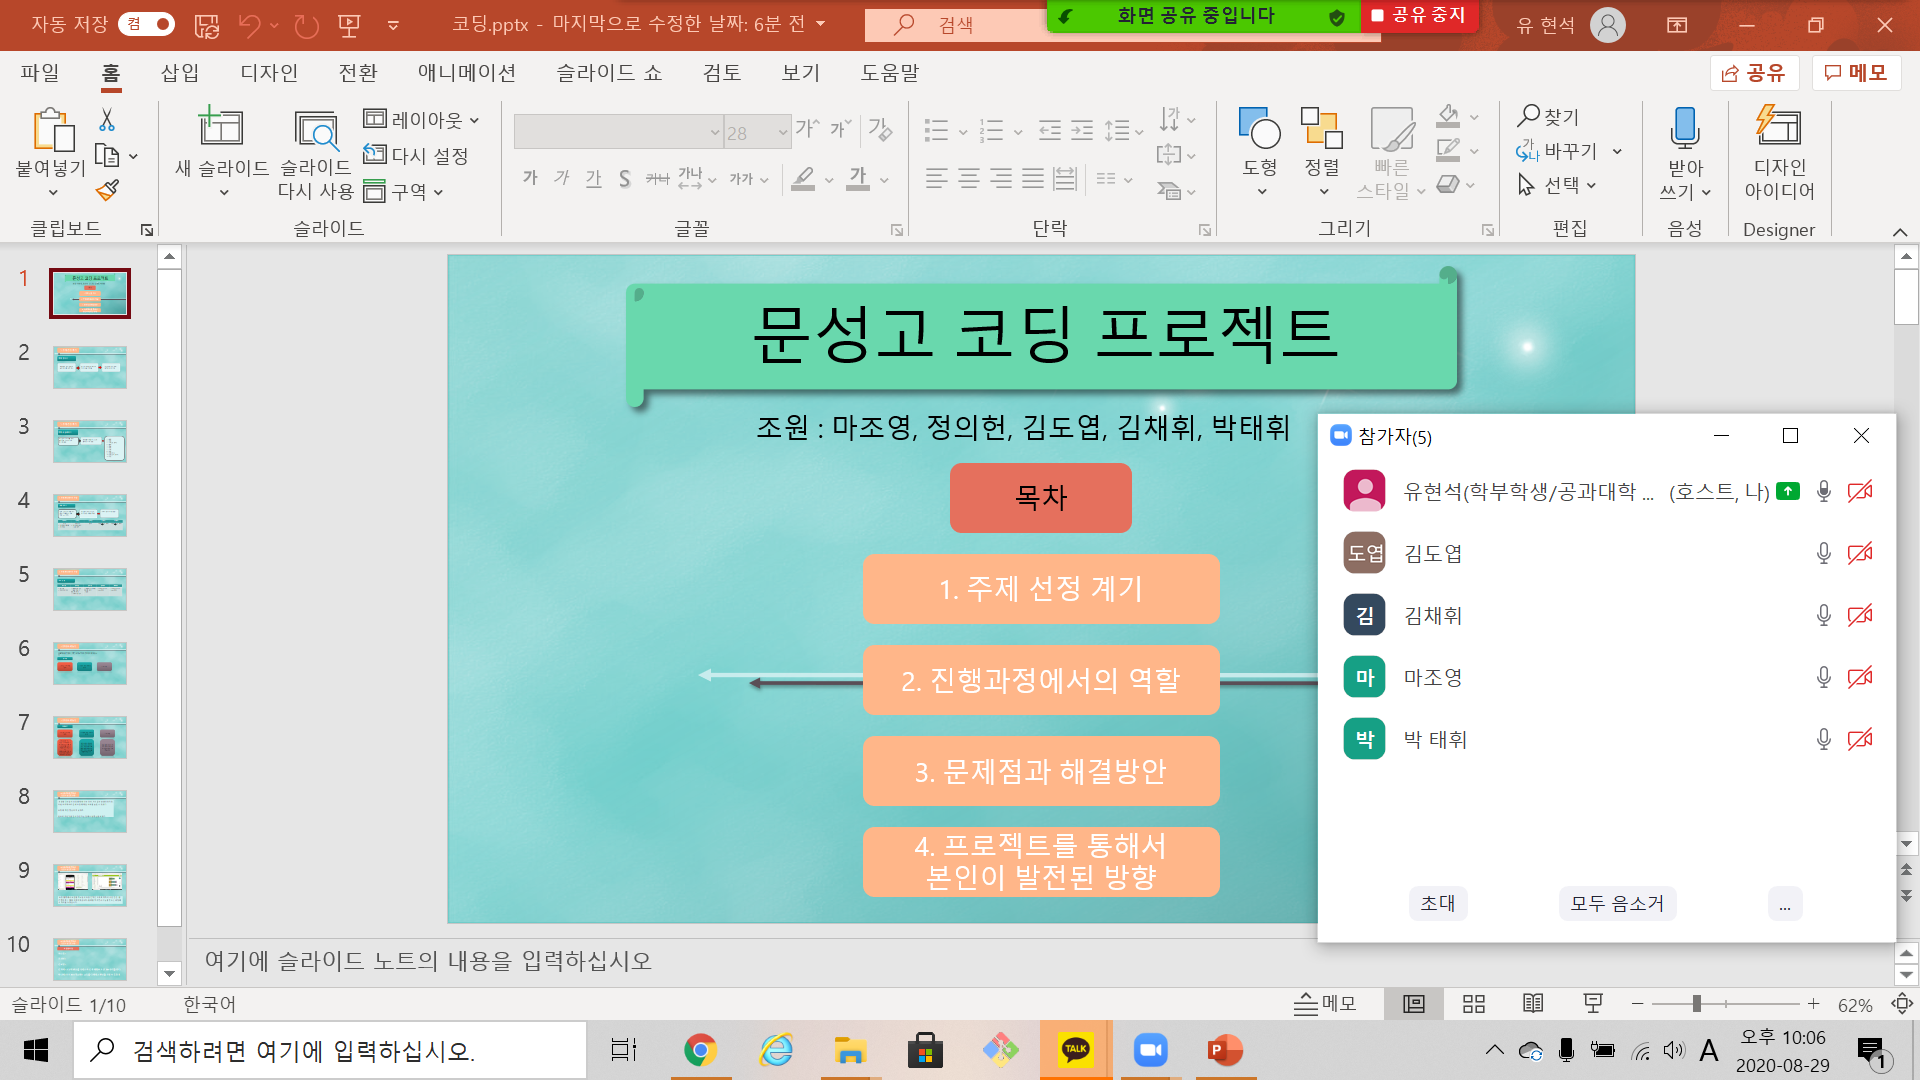 자동 저장 켬
코딩.pptx - 마지막으로 수정한 날짜: 6분 전
검색
화면 공유 중입니다
공유 중지
유 현석
파일 홈 삽입 디자인 전환 애니메이션 슬라이드 쇼 검토 보기 도움말
공유 메모
붙여넣기
클립보드
새 슬라이드
슬라이드
다시 사용
레이아웃
다시 설정
구역
슬라이드
28
가 가 가
가 가 가 S 가나 가가 가
글꼴
단락
도형
정렬
빠른
스타일
그리기
찾기
바꾸기
선택
편집
받아
쓰기
음성
디자인
아이디어
Designer
1
2
3
4
5
6
7
8
9
10
문성고 코딩 프로젝트
조원 : 마조영, 정의헌, 김도엽, 김채휘, 박태휘
목차
1. 주제 선정 계기
2. 진행과정에서의 역할
3. 문제점과 해결방안
4. 프로젝트를 통해서
본인이 발전된 방향
참가자(5)
유현석(학부학생/공과대학 ... (호스트, 나)
도엽 김도엽
김 김채휘
마 마조영
박 박 태휘
초대 모두 음소거 ...
여기에 슬라이드 노트의 내용을 입력하십시오
슬라이드 1/10 한국어
메모
62%
검색하려면 여기에 입력하십시오.
TALK
A
오후 10:06
2020-08-29
1